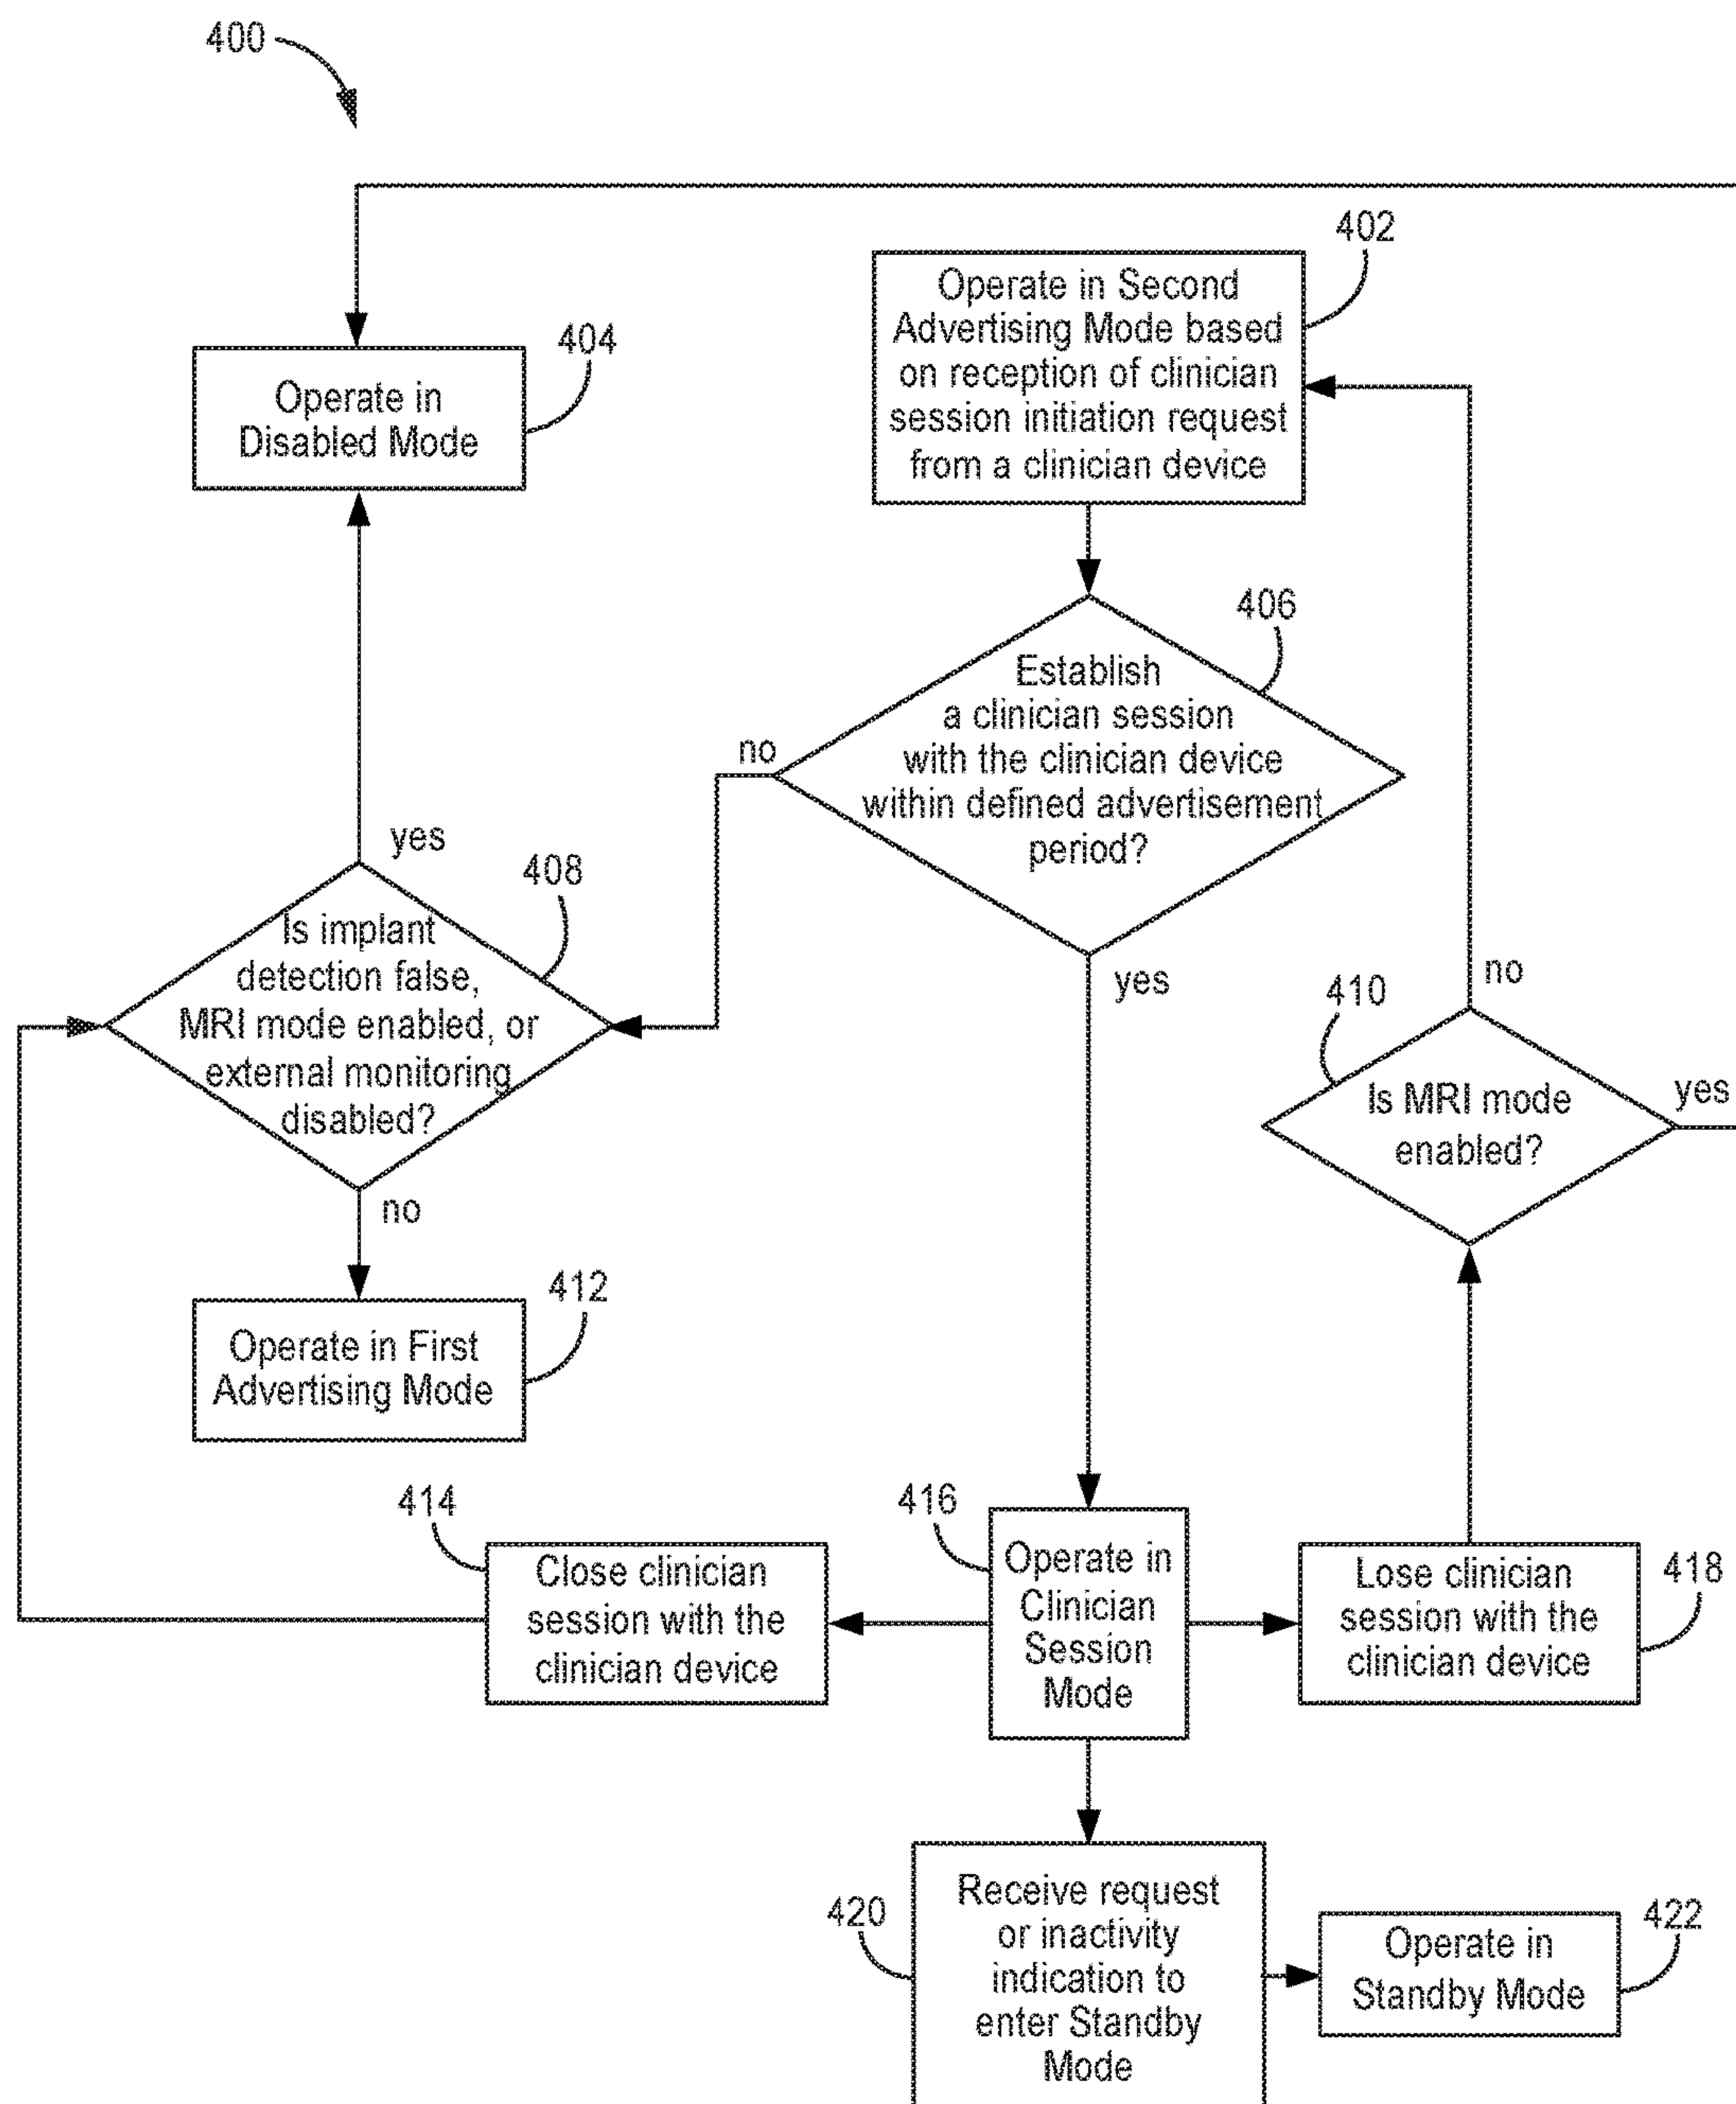 400
402
Operate in Second
Advertising Mode based
on reception of clinician
session initiation request
from a clinician device
404
Operate in
Disabled Mode
406
Establish
a clinician session
with the clinician device
within defined advertisement
period?
no
yes
yes
408
Is implant
detection false,
MRI mode enabled, or
external monitoring
disabled?
no
410
Is MRI mode
enabled?
no
yes
412
Operate in First
Advertising Mode
414
Close clinician
session with the
clinician device
416
Operate in
Clinician
Session
Mode
418
Lose clinician
session with the
clinician device
420
Receive request
or inactivity
indication to
enter Standby
Mode
422
Operate in
Standby Mode